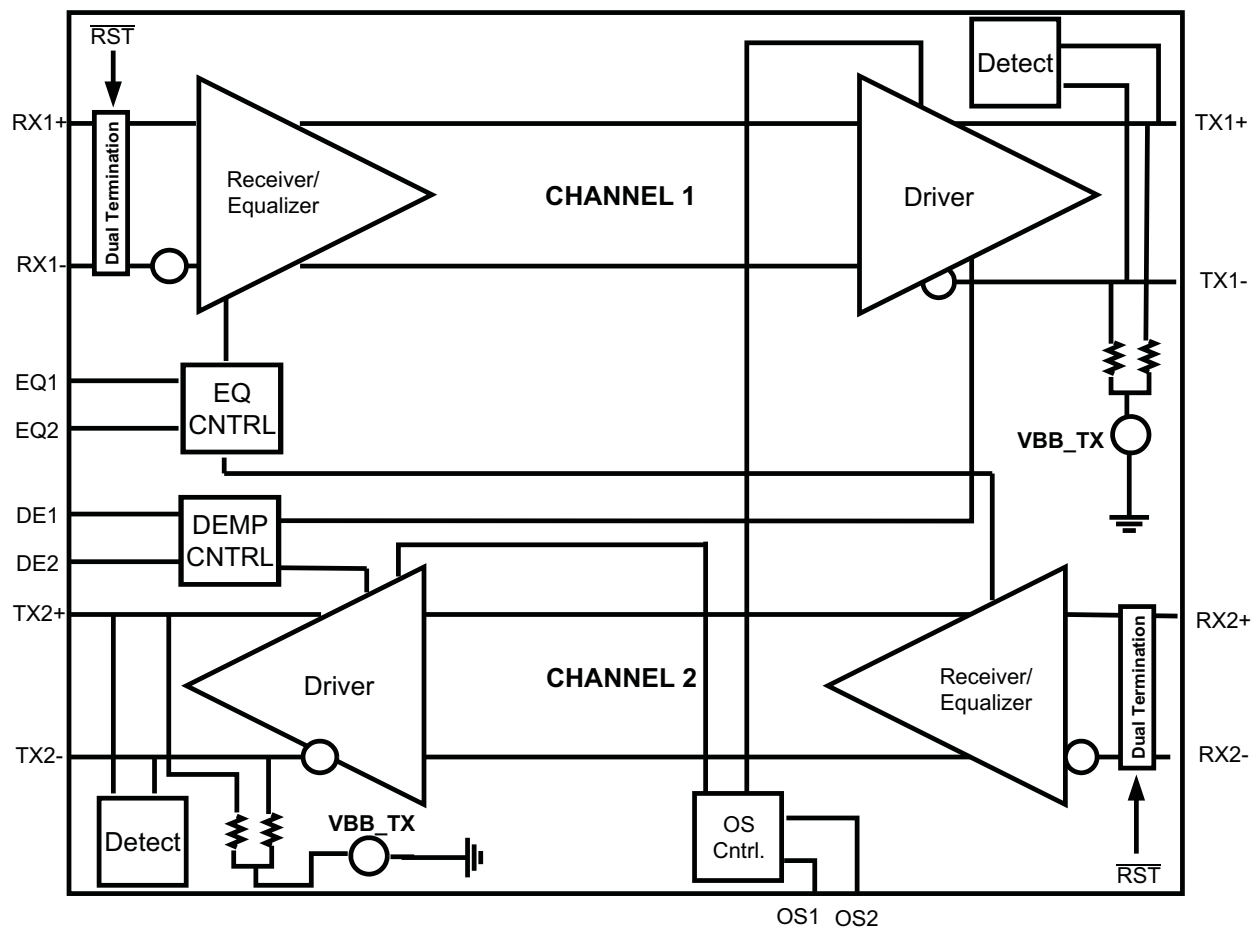 RST
Detect
RX1+
TX1+
Dual Termination
Receiver/
Equalizer
CHANNEL 1
Driver
RX1-
TX1-
EQ1
EQ2
EQ
CNTRL
VBB_TX
DE1
DE2
DEMP
CNTRL
TX2+
RX2+
Driver
CHANNEL 2
Receiver/
Equalizer
Dual Termination
TX2-
RX2-
Detect
VBB_TX
OS
Cntrl.
RST
OS1
OS2